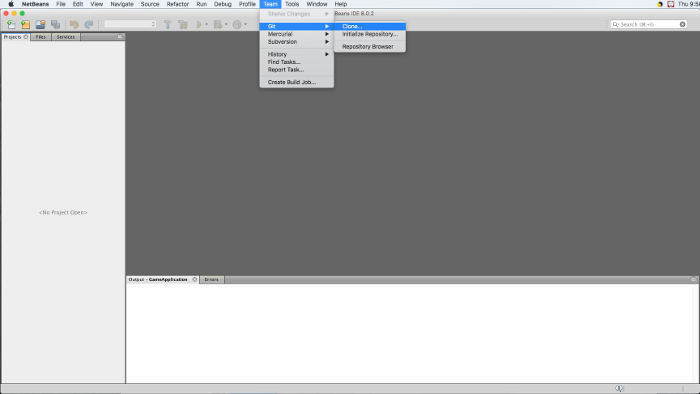 NetBeans File Edit View Navigate Source Refactor Run Debug Profile Team Tools Window Help
Beans IDE 8.0.2
Search (⌘+I)
Projects Files Services
<No Project Open>
Shelve Changes
Git
Mercurial
Subversion
History
Find Tasks...
Report Task...
Create Build Job...
Clone...
Initialize Repository...
Repository Browser
Output - GameApplication Errors